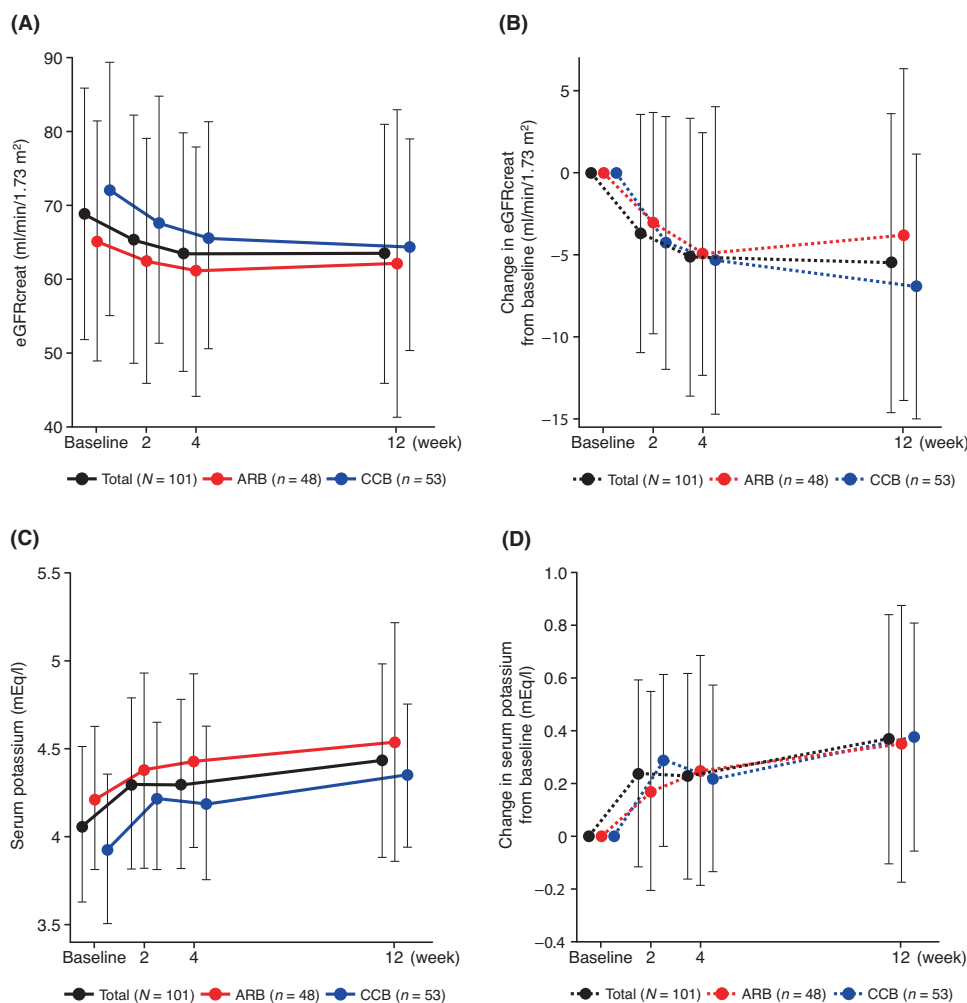 (A)
eGFRcreat (ml/min/1.73 m²)
90
80
70
60
50
40
Baseline 2 4 12 (week)
Total (N = 101) ARB (n = 48) CCB (n = 53)
(B)
Change in eGFRcreat
from baseline (ml/min/1.73 m²)
5
0
−5
−10
−15
Baseline 2 4 12 (week)
Total (N = 101) ARB (n = 48) CCB (n = 53)
(C)
Serum potassium (mEq/l)
5.5
5
4.5
4
3.5
Baseline 2 4 12 (week)
Total (N = 101) ARB (n = 48) CCB (n = 53)
(D)
Change in serum potassium
from baseline (mEq/l)
1.0
0.8
0.6
0.4
0.2
0
−0.2
−0.4
Baseline 2 4 12 (week)
Total (N = 101) ARB (n = 48) CCB (n = 53)